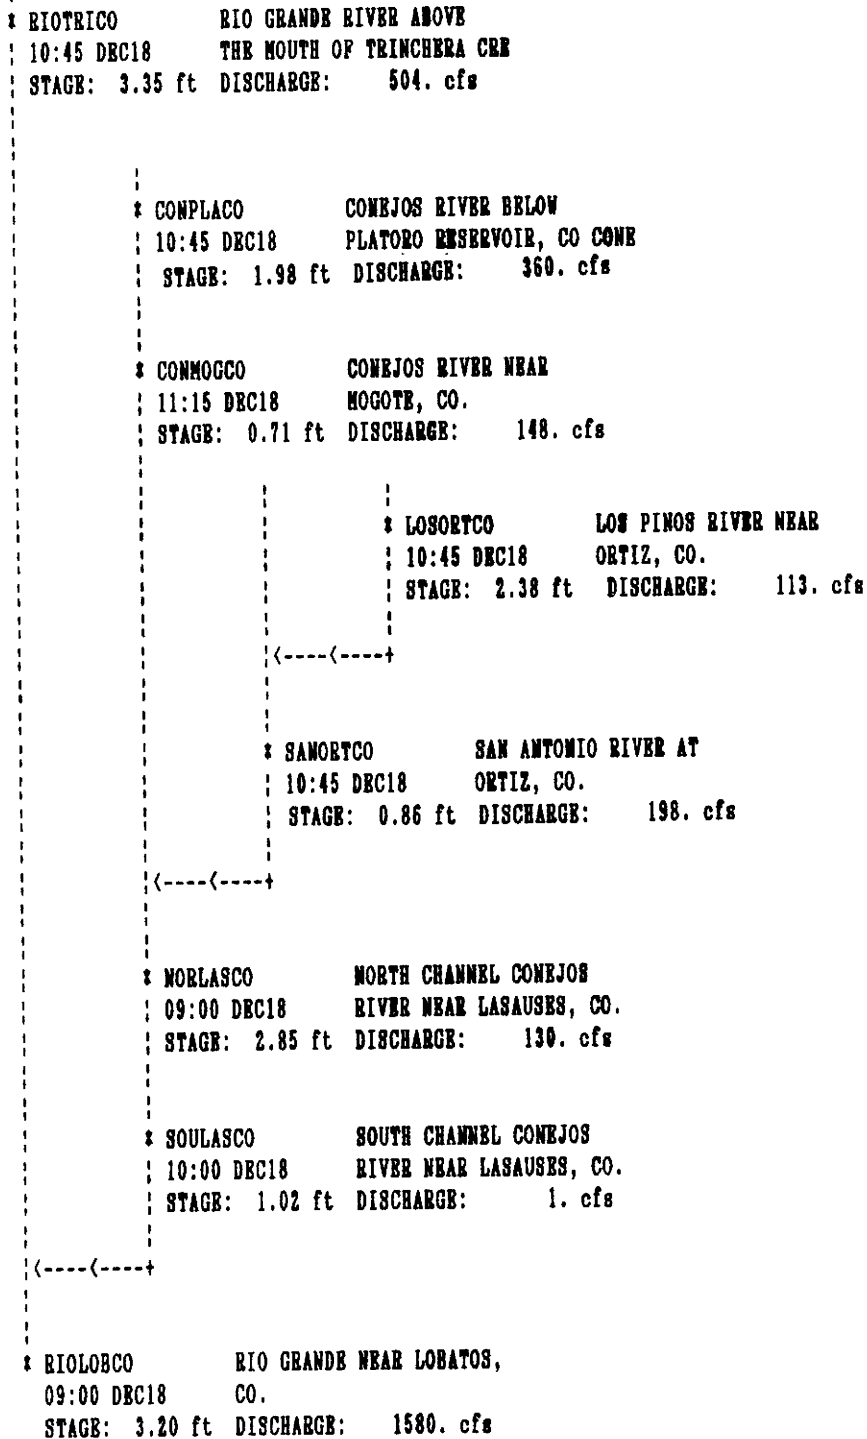 * RIOTRICO RIO GRANDE RIVER ABOVE
10:45 DEC18 THE MOUTH OF TRINCHERA CRE
STAGE: 3.35 ft DISCHARGE: 504. cfs
* CONPLACO CONEJOS RIVER BELOW
10:45 DEC18 PLATORO RESERVOIR, CO CONE
STAGE: 1.98 ft DISCHARGE: 360. cfs
* CONMOGCO CONEJOS RIVER NEAR
11:15 DEC18 MOGOTE, CO.
STAGE: 0.71 ft DISCHARGE: 148. cfs
* LOSORTCO LOS PINOS RIVER NEAR
10:45 DEC18 ORTIZ, CO.
STAGE: 2.38 ft DISCHARGE: 113. cfs
<----<----+
* SANORTCO SAN ANTONIO RIVER AT
10:45 DEC18 ORTIZ, CO.
STAGE: 0.86 ft DISCHARGE: 198. cfs
<----<----+
* NORLASCO NORTH CHANNEL CONEJOS
09:00 DEC18 RIVER NEAR LASAUSES, CO.
STAGE: 2.85 ft DISCHARGE: 130. cfs
* SOULASCO SOUTH CHANNEL CONEJOS
10:00 DEC18 RIVER NEAR LASAUSES, CO.
STAGE: 1.02 ft DISCHARGE: 1. cfs
<----<----+
* RIOLOBCO RIO GRANDE NEAR LOBATOS,
09:00 DEC18 CO.
STAGE: 3.20 ft DISCHARGE: 1580. cfs